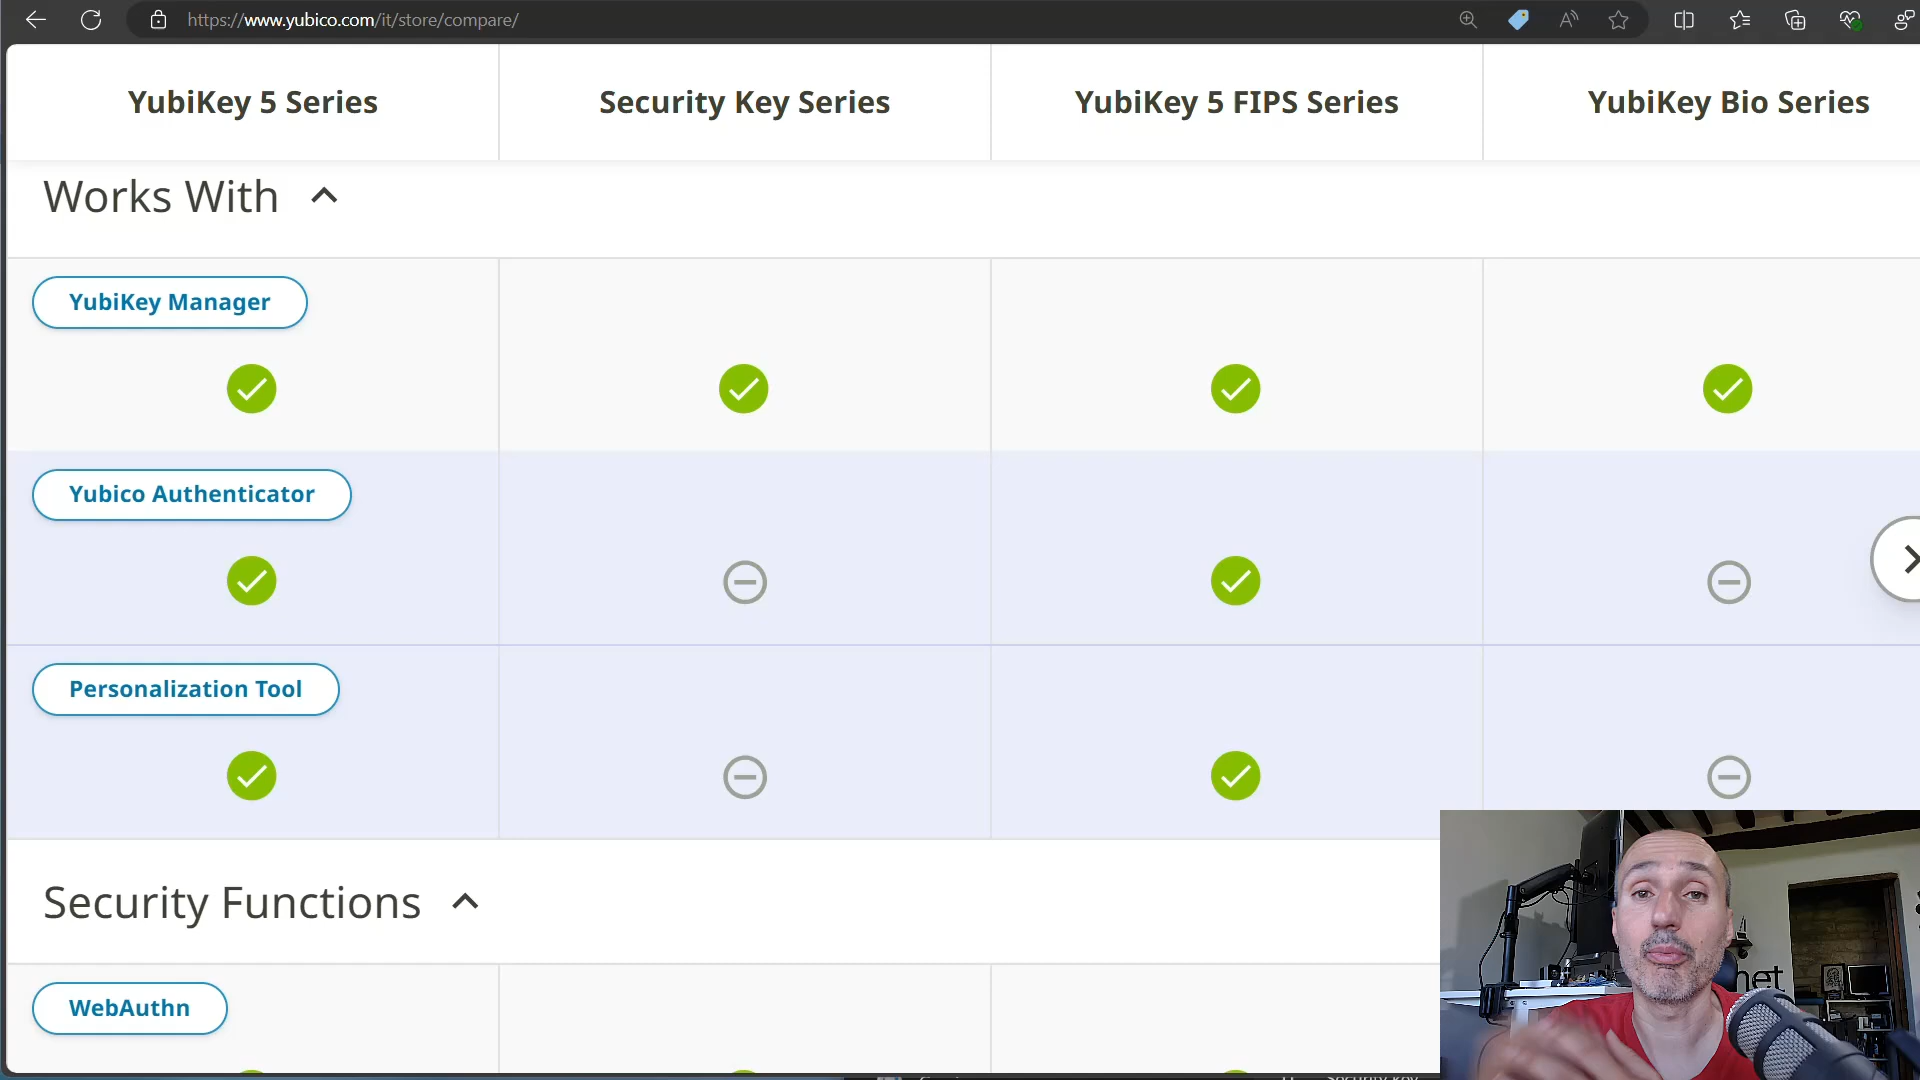 https://www.yubico.com/it/store/compare/
YubiKey 5 Series
Security Key Series
YubiKey 5 FIPS Series
YubiKey Bio Series
Works With
YubiKey Manager
Yubico Authenticator
Personalization Tool
Security Functions
WebAuthn
net